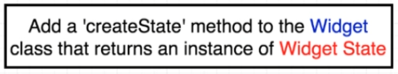 Add a 'createState' method to the Widget
class that returns an instance of Widget State